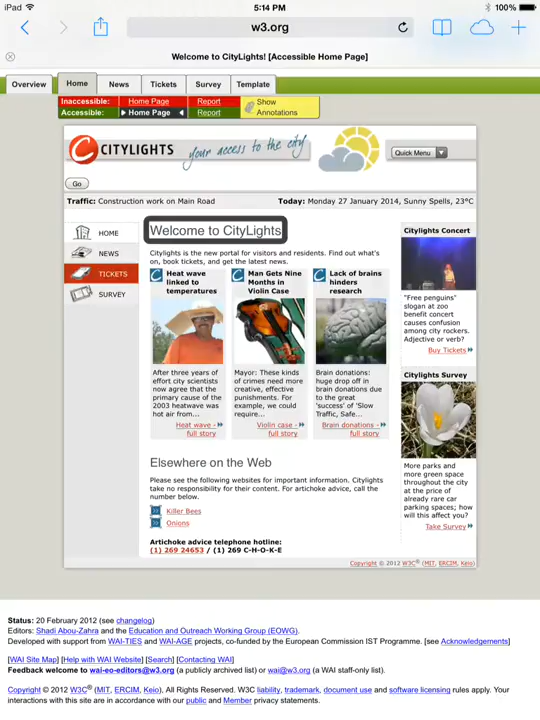 iPad 5:14 PM 100%
w3.org
Welcome to CityLights! [Accessible Home Page]
Overview Home News Tickets Survey Template
Inaccessible: Home Page Report Show
Accessible: Home Page Report Annotations
CITYLIGHTS your access to the city Quick Menu
Go
Traffic: Construction work on Main Road Today: Monday 27 January 2014, Sunny Spells, 23°C
HOME
NEWS
TICKETS
SURVEY
Welcome to CityLights
Citylights is the new portal for visitors and residents. Find out what's
on, book tickets, and get the latest news.
Heat wave
linked to
temperatures
After three years of
effort city scientists
now agree that the
primary cause of the
2003 heatwave was
hot air from...
Heat wave -
full story
Man Gets Nine
Months in
Violin Case
Mayor: These kinds
of crimes need more
creative, effective
punishments. For
example, we could
require...
Violin case -
full story
Lack of brains
hinders
research
Brain donations:
huge drop off in
brain donations due
to the great
'success' of 'Slow
Traffic, Safe...
Brain donations -
full story
Elsewhere on the Web
Please see the following websites for important information. Citylights
take no responsibility for their content. For artichoke advice, call the
number below.
Killer Bees
Onions
Artichoke advice telephone hotline:
(1) 269 24653 / (1) 269 C-H-O-K-E
Citylights Concert
"Free penguins"
slogan at zoo
benefit concert
causes confusion
among city rockers.
Adjective or verb?
Buy Tickets
Citylights Survey
More parks and
more green space
throughout the city
at the price of
already rare car
parking spaces; how
will this affect you?
Take Survey
Copyright © 2012 W3C® (MIT, ERCIM, Keio)
Status: 20 February 2012 (see changelog)
Editors: Shadi Abou-Zahra and the Education and Outreach Working Group (EOWG).
Developed with support from WAI-TIES and WAI-AGE projects, co-funded by the European Commission IST Programme. [see Acknowledgements]
[WAI Site Map] [Help with WAI Website] [Search] [Contacting WAI]
Feedback welcome to wai-eo-editors@w3.org (a publicly archived list) or wai@w3.org (a WAI staff-only list).
Copyright © 2012 W3C® (MIT, ERCIM, Keio), All Rights Reserved. W3C liability, trademark, document use and software licensing rules apply. Your
interactions with this site are in accordance with our public and Member privacy statements.